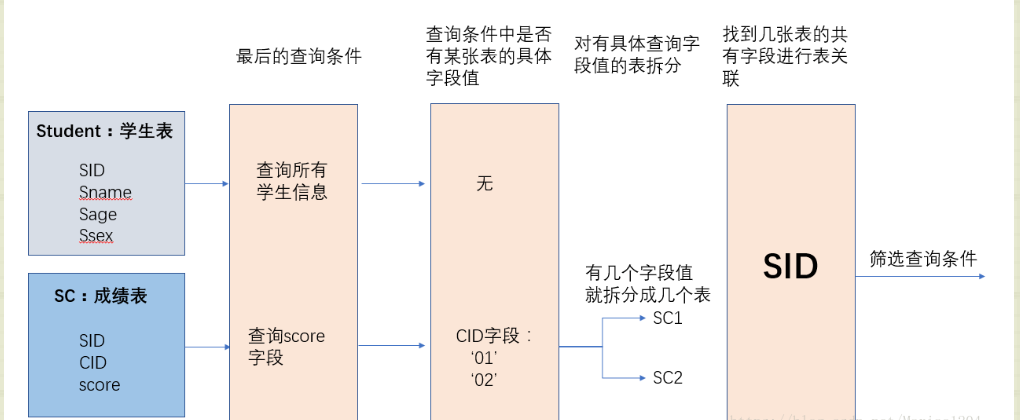 最后的查询条件
查询条件中是否
有某张表的具体
字段值
对有具体查询字
段值的表拆分
找到几张表的共
有字段进行表关
联
Student：学生表
SID
Sname
Sage
Ssex
查询所有
学生信息
无
SC：成绩表
SID
CID
score
查询score
字段
CID字段：
‘01’
‘02’
有几个字段值
就拆分成几个表
SC1
SC2
SID
筛选查询条件